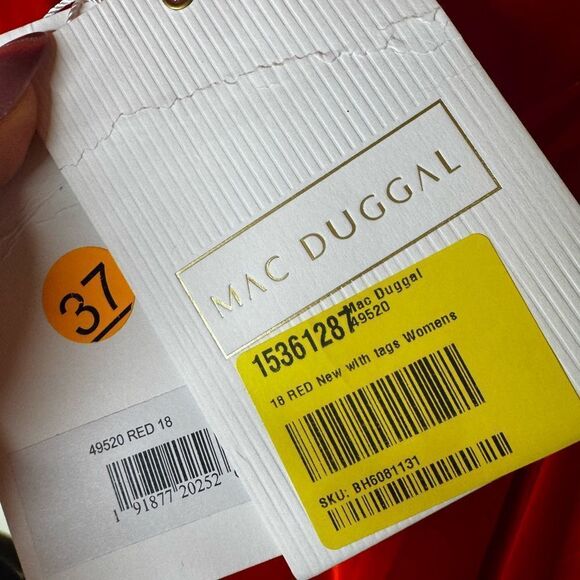 MAC DUGGAL
37
15361287
Mac Duggal
49520
18 RED New with tags Womens
SKU: BH6081131
49520 RED 18
1 91877 20252